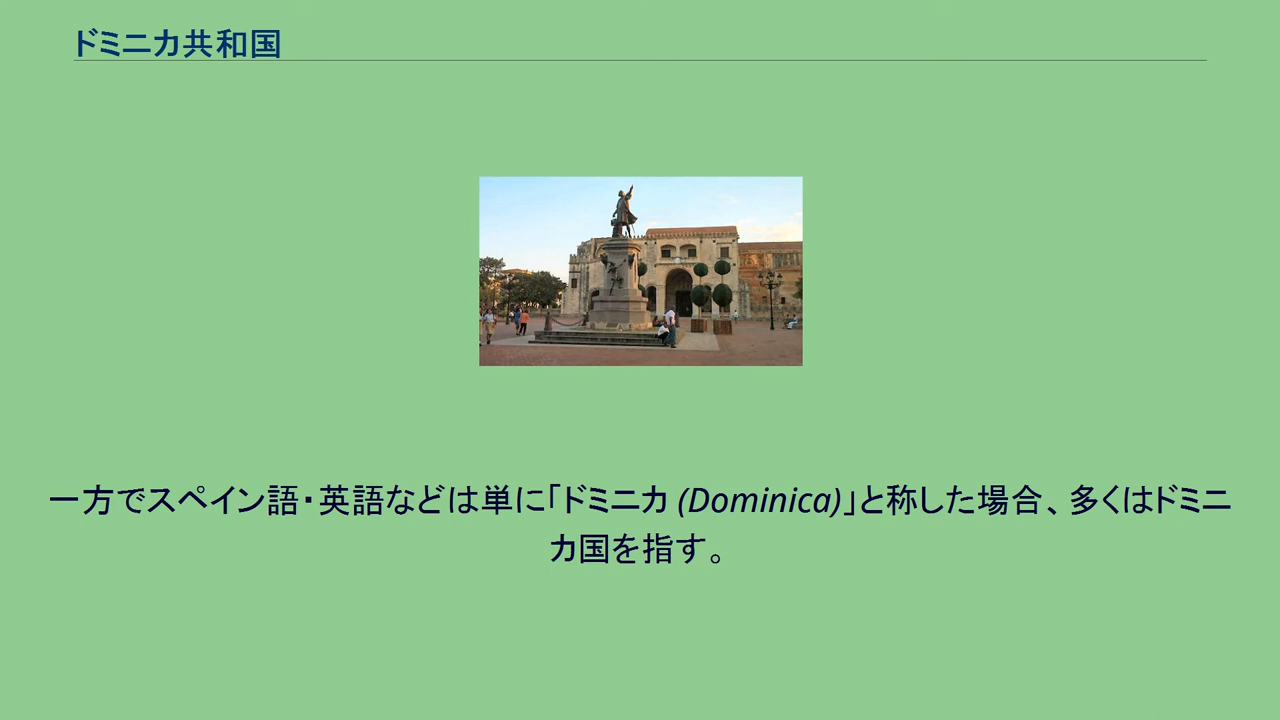 ドミニカ共和国
一方でスペイン語・英語などは単に「ドミニカ (Dominica)」と称した場合、多くはドミニ
カ国を指す。